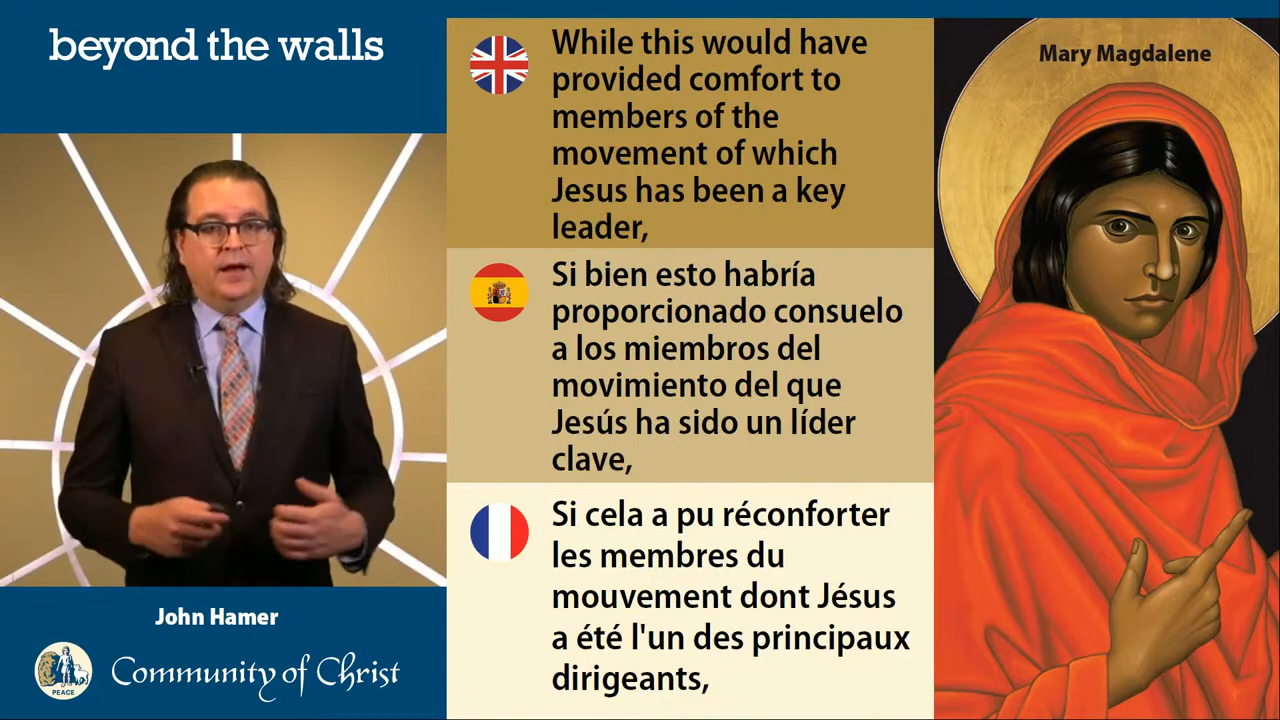 beyond the walls
John Hamer
PEACE
Community of Christ
While this would have
provided comfort to
members of the
movement of which
Jesus has been a key
leader,
Si bien esto habría
proporcionado consuelo
a los miembros del
movimiento del que
Jesús ha sido un líder
clave,
Si cela a pu réconforter
les membres du
mouvement dont Jésus
a été l'un des principaux
dirigeants,
Mary Magdalene